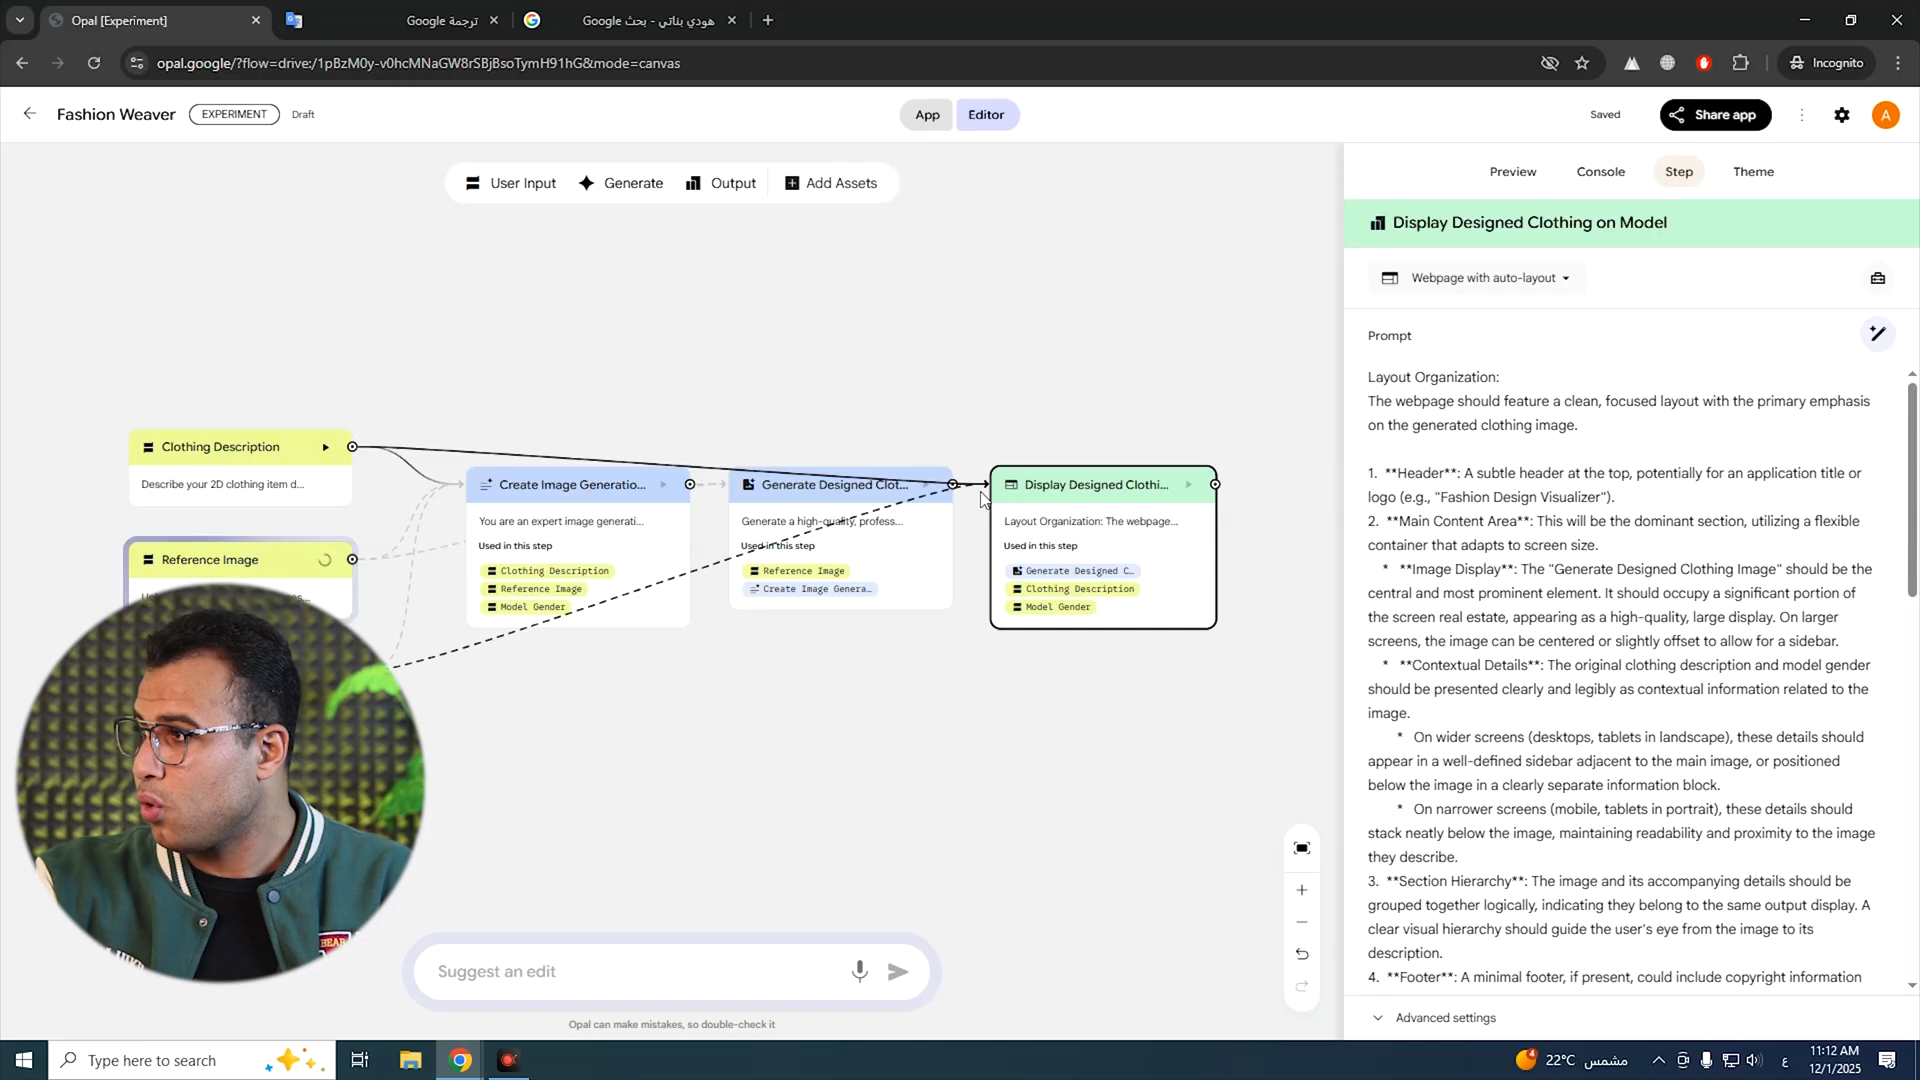 Opal [Experiment]
ترجمة Google
هودي بناتي - بحث Google
opal.google/?flow=drive:/1pBzM0y-v0hcMNaGW8rSBjBsoTymH91hG&mode=canvas
Incognito
Fashion Weaver
EXPERIMENT
Draft
App
Editor
Saved
Share app
A
User Input
Generate
Output
Add Assets
Preview
Console
Step
Theme
Display Designed Clothing on Model
Webpage with auto-layout
Prompt
Layout Organization:
The webpage should feature a clean, focused layout with the primary emphasis
on the generated clothing image.
1. **Header**: A subtle header at the top, potentially for an application title or
logo (e.g., "Fashion Design Visualizer").
2. **Main Content Area**: This will be the dominant section, utilizing a flexible
container that adapts to screen size.
* **Image Display**: The "Generate Designed Clothing Image" should be the
central and most prominent element. It should occupy a significant portion of
the screen real estate, appearing as a high-quality, large display. On larger
screens, the image can be centered or slightly offset to allow for a sidebar.
* **Contextual Details**: The original clothing description and model gender
should be presented clearly and legibly as contextual information related to the
image.
* On wider screens (desktops, tablets in landscape), these details should
appear in a well-defined sidebar adjacent to the main image, or positioned
below the image in a clearly separate information block.
* On narrower screens (mobile, tablets in portrait), these details should
stack neatly below the image, maintaining readability and proximity to the image
they describe.
3. **Section Hierarchy**: The image and its accompanying details should be
grouped together logically, indicating they belong to the same output display. A
clear visual hierarchy should guide the user's eye from the image to its
description.
4. **Footer**: A minimal footer, if present, could include copyright information
Advanced settings
Clothing Description
Describe your 2D clothing item d...
Reference Image
Create Image Generatio...
You are an expert image generati...
Used in this step
Clothing Description
Reference Image
Model Gender
Generate Designed Clot...
Generate a high-quality, profess...
Used in this step
Reference Image
Create Image Genera...
Display Designed Clothi...
Layout Organization: The webpage...
Used in this step
Generate Designed C...
Clothing Description
Model Gender
BEAR
Suggest an edit
Opal can make mistakes, so double-check it
Type here to search
4
22°C مشمس
ع
11:12 AM
12/1/2025